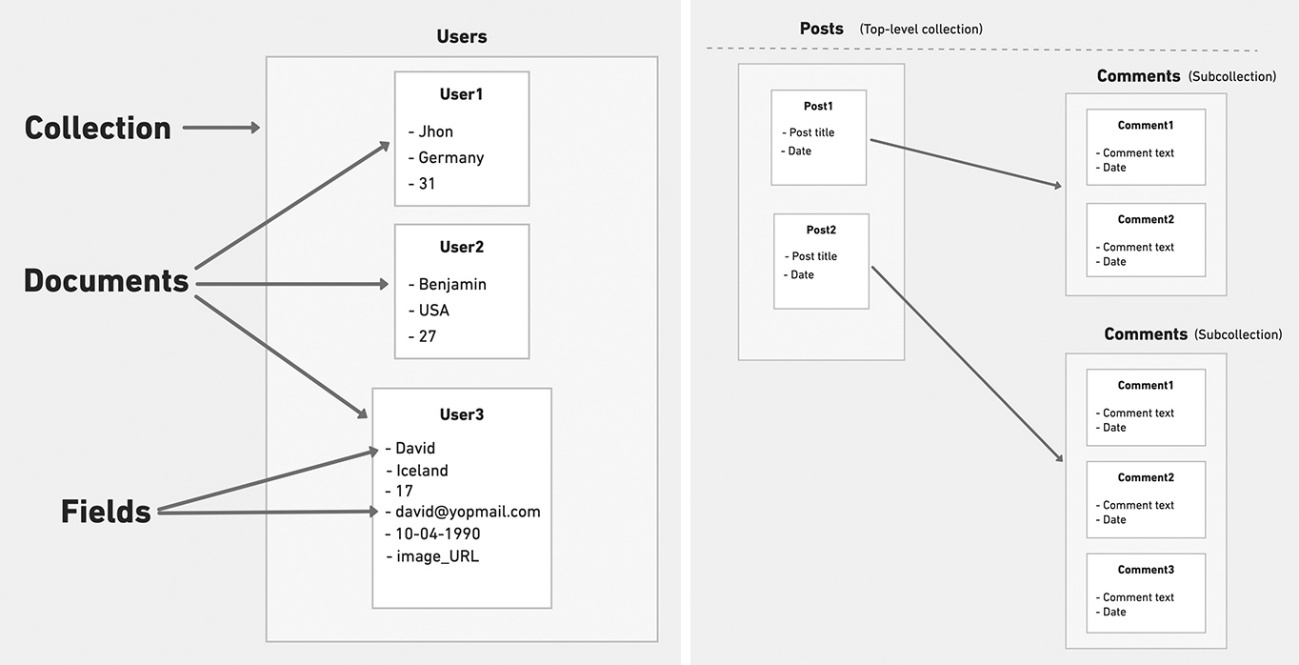 Users
Collection
Documents
Fields
User1
- Jhon
- Germany
- 31
User2
- Benjamin
- USA
- 27
User3
- David
- Iceland
- 17
- david@yopmail.com
- 10-04-1990
- image_URL
Posts (Top-level collection)
Post1
- Post title
- Date
Post2
- Post title
- Date
Comments (Subcollection)
Comment1
- Comment text
- Date
Comment2
- Comment text
- Date
Comments (Subcollection)
Comment1
- Comment text
- Date
Comment2
- Comment text
- Date
Comment3
- Comment text
- Date